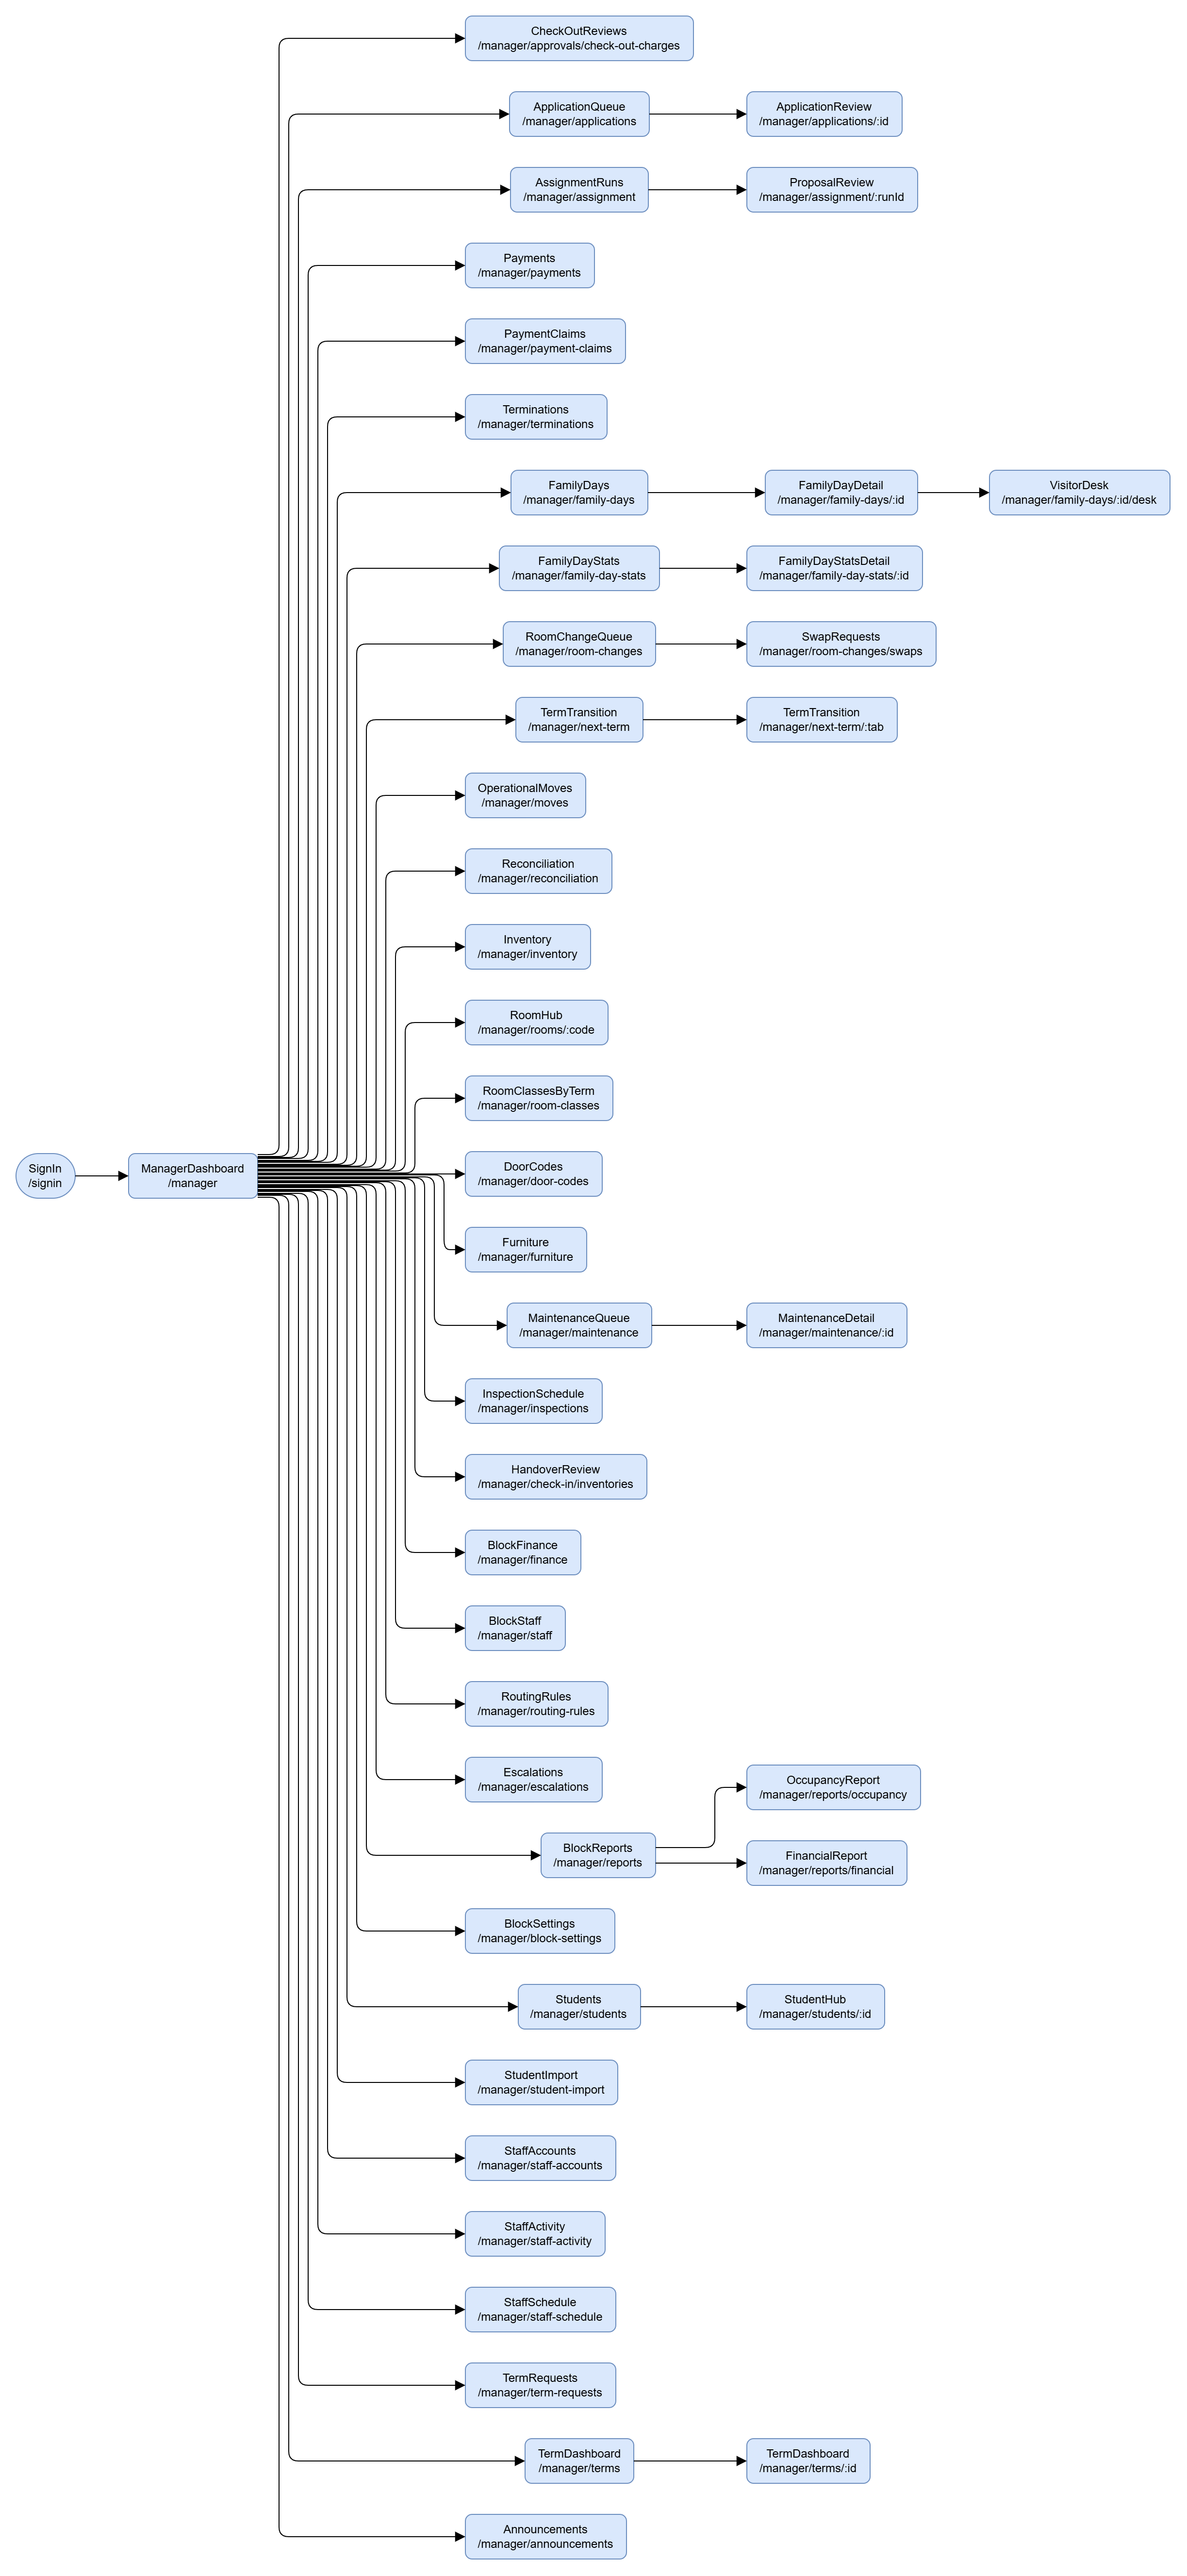 CheckOutReviews
/manager/approvals/check-out-charges
ApplicationQueue
/manager/applications
ApplicationReview
/manager/applications/:id
AssignmentRuns
/manager/assignment
ProposalReview
/manager/assignment/:runId
Payments
/manager/payments
PaymentClaims
/manager/payment-claims
Terminations
/manager/terminations
FamilyDays
/manager/family-days
FamilyDayDetail
/manager/family-days/:id
VisitorDesk
/manager/family-days/:id/desk
FamilyDayStats
/manager/family-day-stats
FamilyDayStatsDetail
/manager/family-day-stats/:id
RoomChangeQueue
/manager/room-changes
SwapRequests
/manager/room-changes/swaps
TermTransition
/manager/next-term
TermTransition
/manager/next-term/:tab
OperationalMoves
/manager/moves
Reconciliation
/manager/reconciliation
Inventory
/manager/inventory
RoomHub
/manager/rooms/:code
RoomClassesByTerm
/manager/room-classes
SignIn
/signin
ManagerDashboard
/manager
DoorCodes
/manager/door-codes
Furniture
/manager/furniture
MaintenanceQueue
/manager/maintenance
MaintenanceDetail
/manager/maintenance/:id
InspectionSchedule
/manager/inspections
HandoverReview
/manager/check-in/inventories
BlockFinance
/manager/finance
BlockStaff
/manager/staff
RoutingRules
/manager/routing-rules
Escalations
/manager/escalations
OccupancyReport
/manager/reports/occupancy
BlockReports
/manager/reports
FinancialReport
/manager/reports/financial
BlockSettings
/manager/block-settings
Students
/manager/students
StudentHub
/manager/students/:id
StudentImport
/manager/student-import
StaffAccounts
/manager/staff-accounts
StaffActivity
/manager/staff-activity
StaffSchedule
/manager/staff-schedule
TermRequests
/manager/term-requests
TermDashboard
/manager/terms
TermDashboard
/manager/terms/:id
Announcements
/manager/announcements